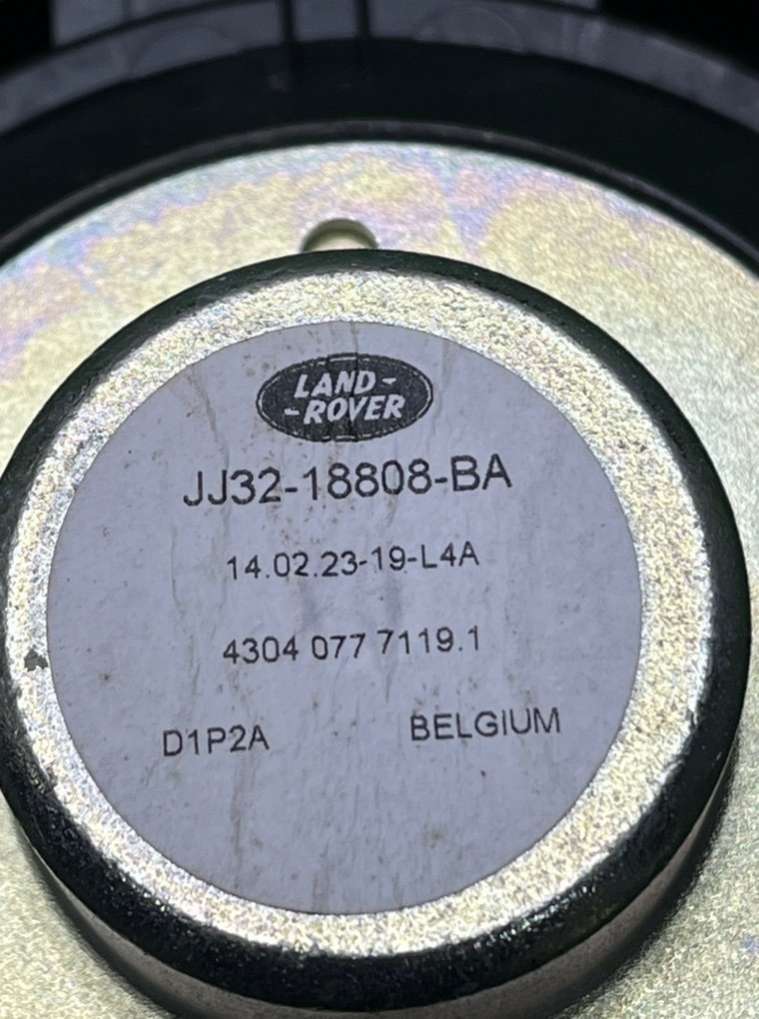 LAND-
-ROVER
JJ32-18808-BA
14.02.23-19-L4A
4304 077 7119.1
D1P2A BELGIUM